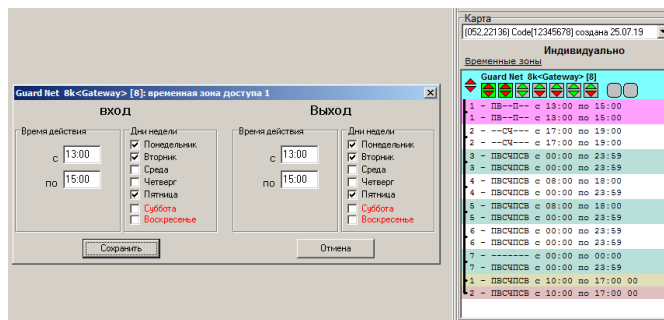 Карта
(052,22136) Code[12345678] создана 25.07.19
Индивидуально
Временные зоны
Guard Net 8k<Gateway> [8]
1 - ПВ--П-- с 13:00 по 15:00
1 - ПВ--П-- с 13:00 по 15:00
2 - --СЧ--- с 17:00 по 19:00
2 - --СЧ--- с 17:00 по 19:00
3 - ПВСЧПСВ с 00:00 по 23:59
3 - ПВСЧПСВ с 00:00 по 23:59
4 - ПВСЧПСВ с 08:00 по 18:00
4 - ПВСЧПСВ с 00:00 по 23:59
5 - ПВСЧПСВ с 08:00 по 18:00
5 - ПВСЧПСВ с 00:00 по 23:59
6 - ПВСЧПСВ с 00:00 по 23:59
6 - ПВСЧПСВ с 00:00 по 23:59
7 - ------- с 00:00 по 00:00
7 - ПВСЧПСВ с 00:00 по 23:59
1 - ПВСЧПСВ с 10:00 по 17:00 00
2 - ПВСЧПСВ с 10:00 по 17:00 00
Guard Net 8k<Gateway> [8]: временная зона доступа 1
вход
Время действия
с 13:00
по 15:00
Дни недели
Понедельник
Вторник
Среда
Четверг
Пятница
Суббота
Воскресенье
Выход
Время действия
с 13:00
по 15:00
Дни недели
Понедельник
Вторник
Среда
Четверг
Пятница
Суббота
Воскресенье
Сохранить
Отмена